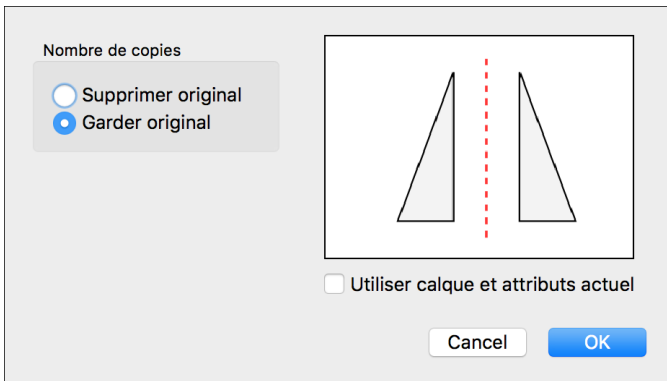 Nombre de copies
Supprimer original
Garder original
Utiliser calque et attributs actuel
Cancel
OK